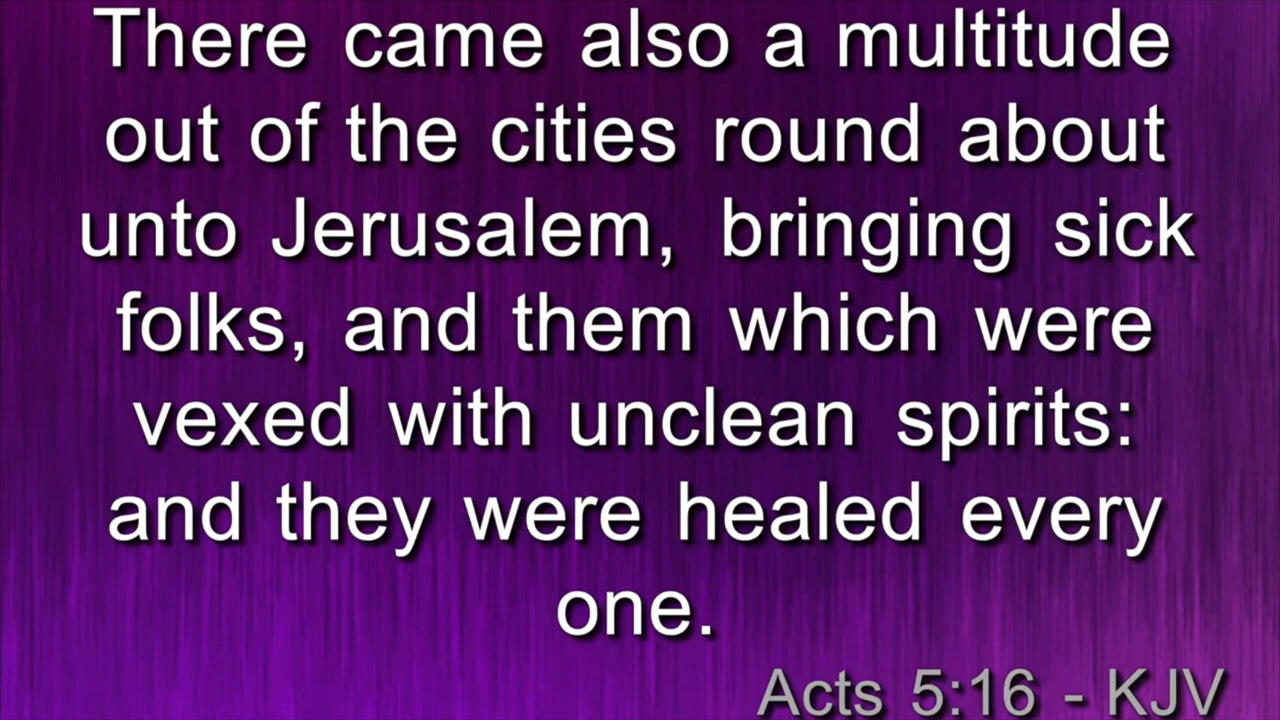 There came also a multitude
out of the cities round about
unto Jerusalem, bringing sick
folks, and them which were
vexed with unclean spirits:
and they were healed every
one.
Acts 5:16 - KJV